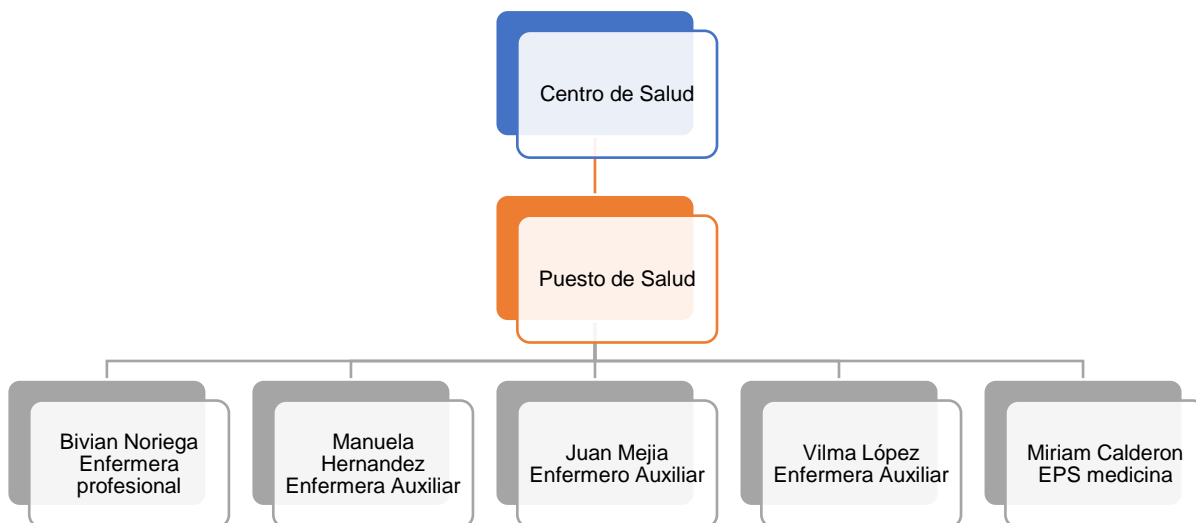 Centro de Salud
Puesto de Salud
Bivian Noriega
Enfermera
profesional
Manuela
Hernandez
Enfermera Auxiliar
Juan Mejia
Enfermero Auxiliar
Vilma López
Enfermera Auxiliar
Miriam Calderon
EPS medicina